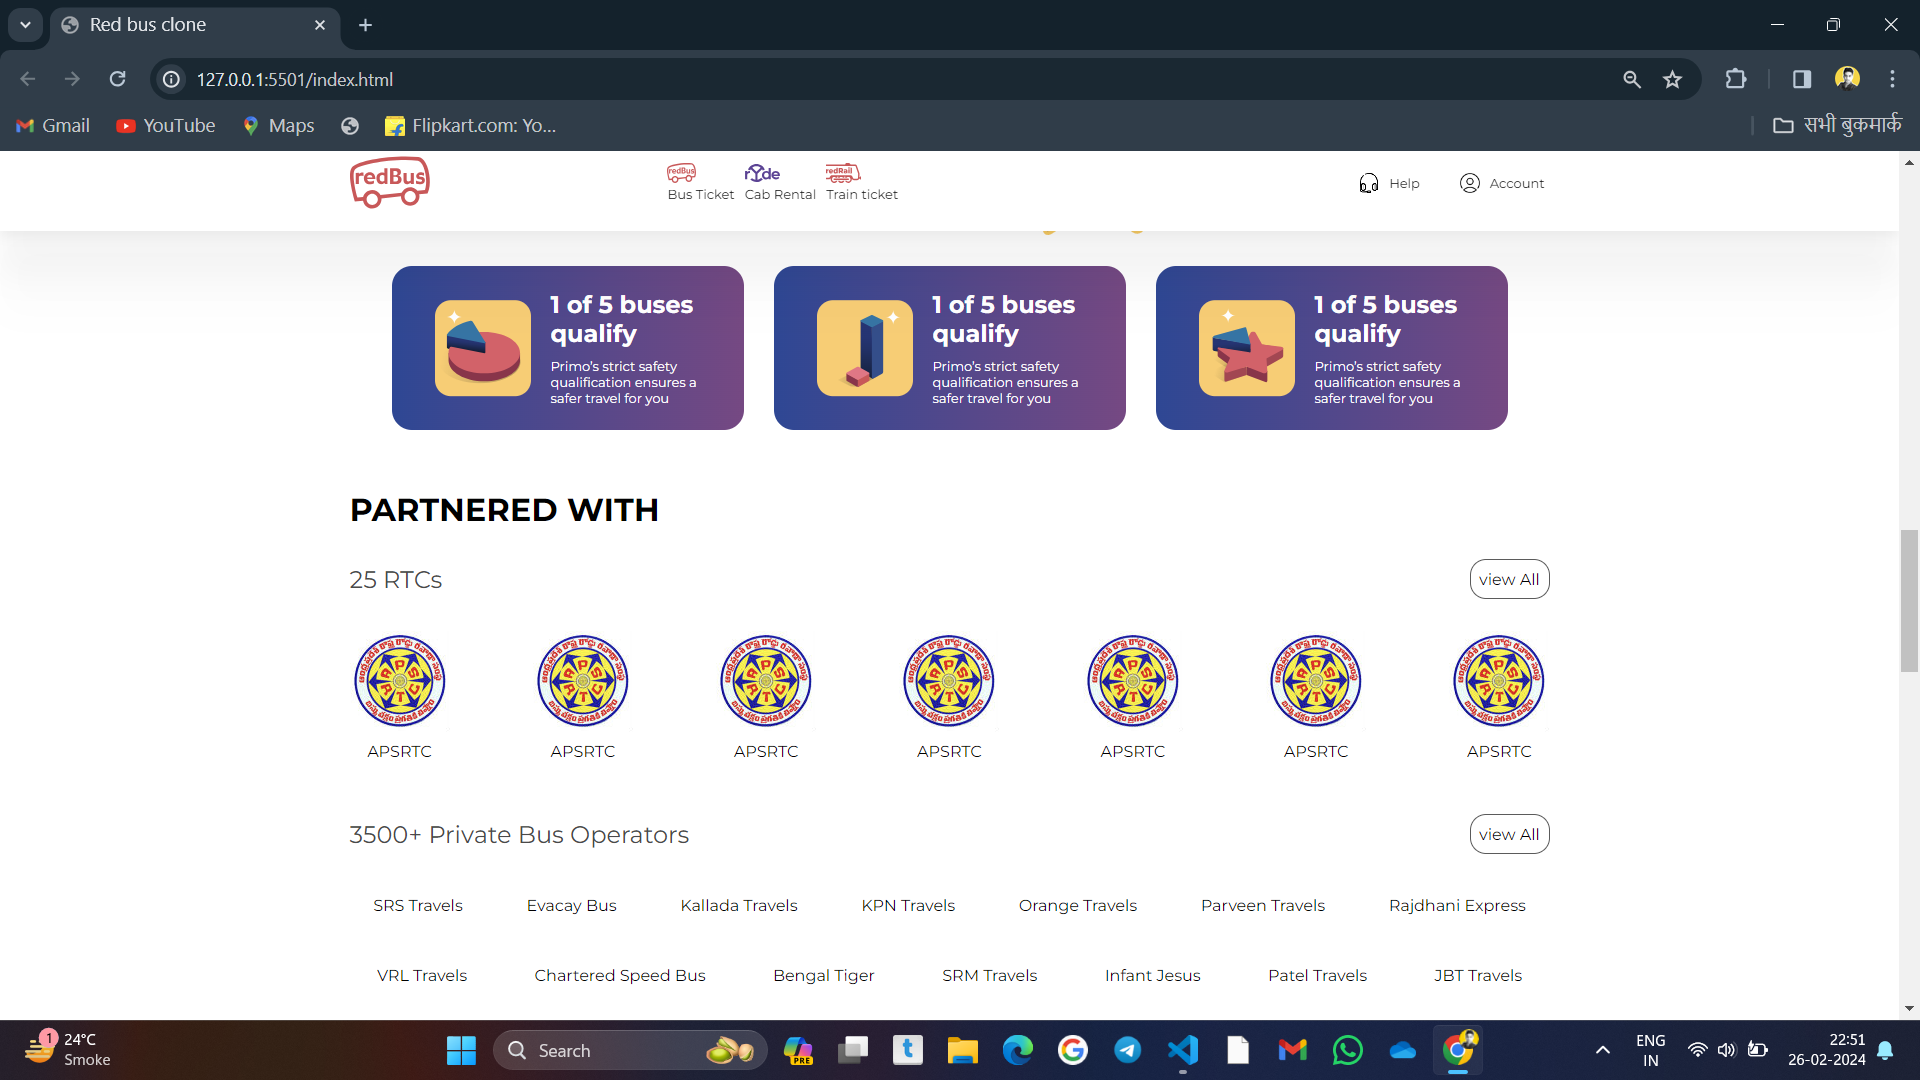 Red bus clone
127.0.0.1:5501/index.html
Gmail YouTube Maps Flipkart.com: Yo... सभी बुकमार्क
redBus
redBus rYde redRail
Bus Ticket Cab Rental Train ticket
Help Account
1 of 5 buses
qualify
Primo's strict safety
qualification ensures a
safer travel for you
1 of 5 buses
qualify
Primo's strict safety
qualification ensures a
safer travel for you
1 of 5 buses
qualify
Primo's strict safety
qualification ensures a
safer travel for you
PARTNERED WITH
25 RTCs view All
APSRTC APSRTC APSRTC APSRTC APSRTC APSRTC APSRTC
3500+ Private Bus Operators view All
SRS Travels Evacay Bus Kallada Travels KPN Travels Orange Travels Parveen Travels Rajdhani Express
VRL Travels Chartered Speed Bus Bengal Tiger SRM Travels Infant Jesus Patel Travels JBT Travels
1 24°C
Smoke
Search
PRE
ENG
IN
22:51
26-02-2024